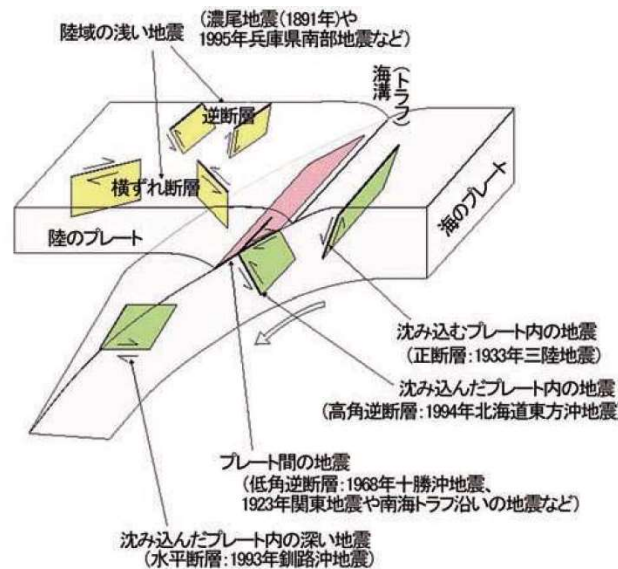 陸域の浅い地震
(濃尾地震(1891年)や
1995年兵庫県南部地震など)
海溝
(トラフ)
逆断層
横ずれ断層
陸のプレート
海のプレート
沈み込むプレート内の地震
(正断層:1933年三陸地震)
沈み込んだプレート内の地震
(高角逆断層:1994年北海道東方沖地震)
プレート間の地震
(低角逆断層:1968年十勝沖地震、
1923年関東地震や南海トラフ沿いの地震など)
沈み込んだプレート内の深い地震
(水平断層:1993年釧路沖地震)